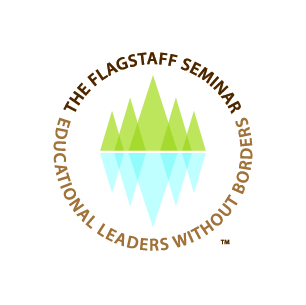 THE FLAGSTAFF SEMINAR
EDUCATIONAL LEADERS WITHOUT BORDERS
™